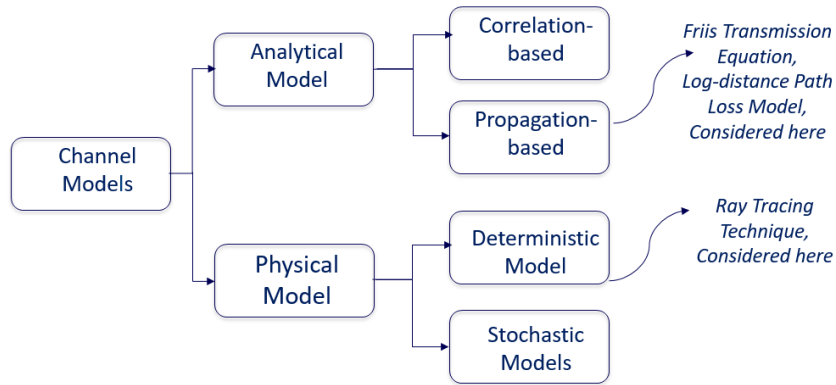 Channel
Models
Analytical
Model
Physical
Model
Correlation-
based
Propagation-
based
Deterministic
Model
Stochastic
Models
Friis Transmission
Equation,
Log-distance Path
Loss Model,
Considered here
Ray Tracing
Technique,
Considered here